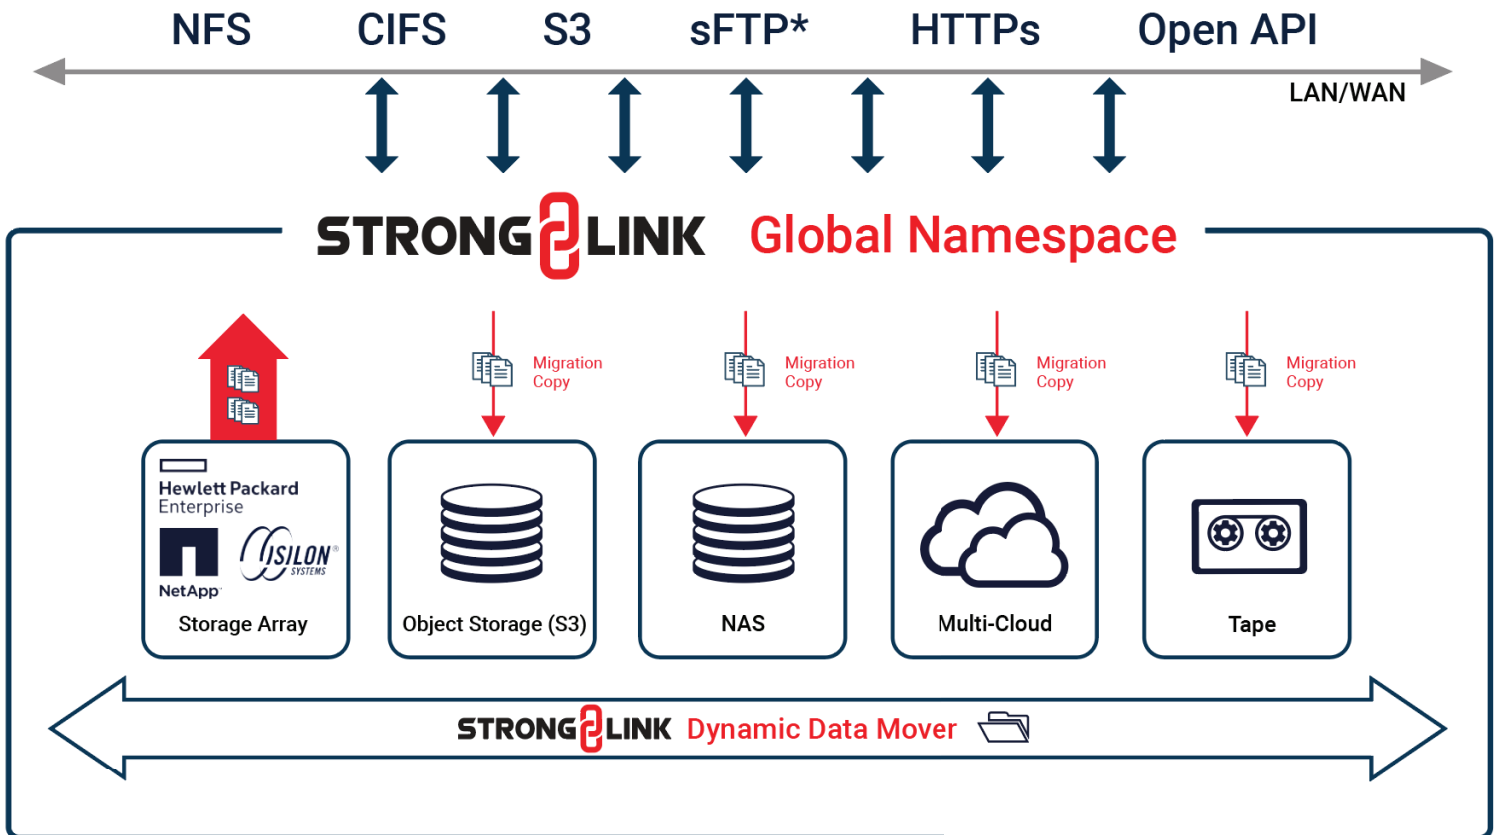 NFS CIFS S3 sFTP* HTTPs Open API
LAN/WAN
STRONG LINK Global Namespace
Migration
Copy
Migration
Copy
Migration
Copy
Migration
Copy
Hewlett Packard
Enterprise
NetApp
ISILON®
SYSTEMS
Storage Array
Object Storage (S3)
NAS
Multi-Cloud
Tape
STRONG LINK Dynamic Data Mover